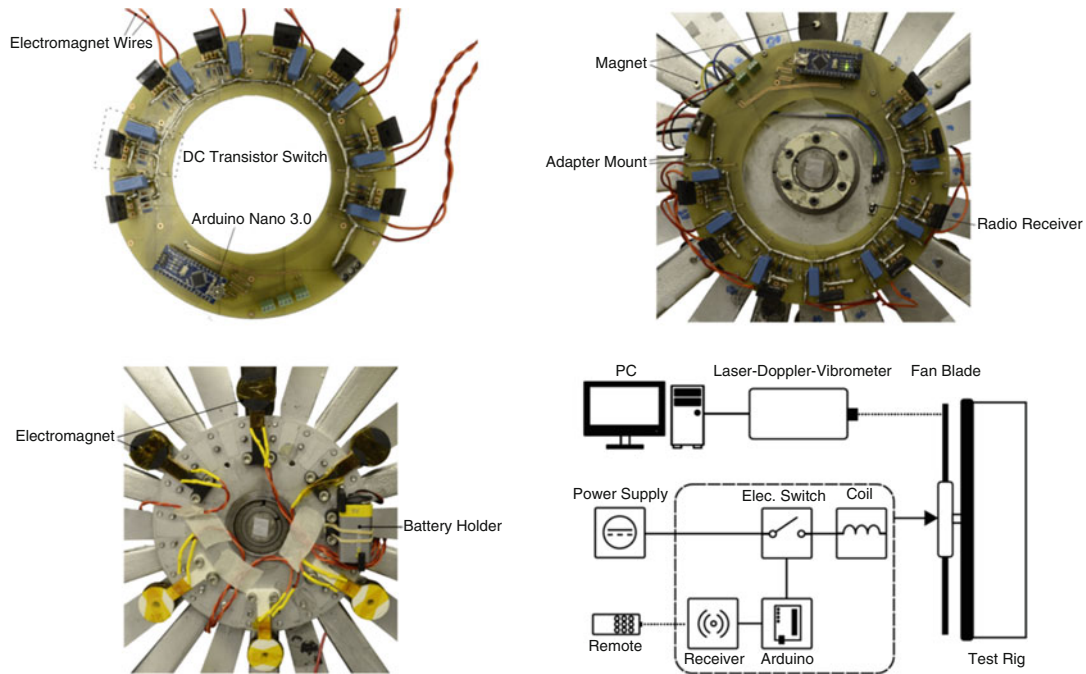 Electromagnet Wires
DC Transistor Switch
Arduino Nano 3.0
Magnet
Adapter Mount
Radio Receiver
Electromagnet
Battery Holder
PC
Laser-Doppler-Vibrometer
Fan Blade
Power Supply
Elec. Switch
Coil
Remote
Receiver
Arduino
Test Rig